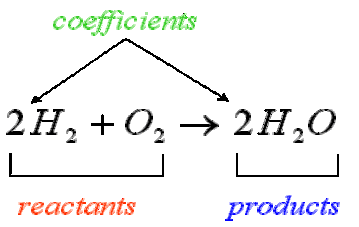 coefficients
2H₂ + O₂ → 2H₂O
reactants products